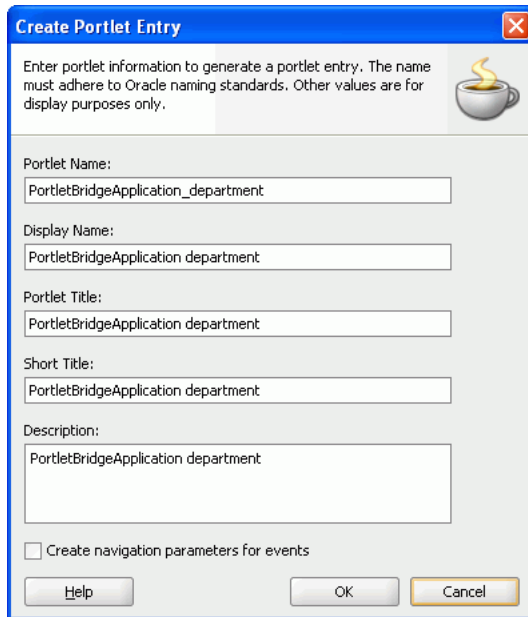 Create Portlet Entry
Enter portlet information to generate a portlet entry. The name
must adhere to Oracle naming standards. Other values are for
display purposes only.
Portlet Name:
PortletBridgeApplication_department
Display Name:
PortletBridgeApplication department
Portlet Title:
PortletBridgeApplication department
Short Title:
PortletBridgeApplication department
Description:
PortletBridgeApplication department
Create navigation parameters for events
Help OK Cancel